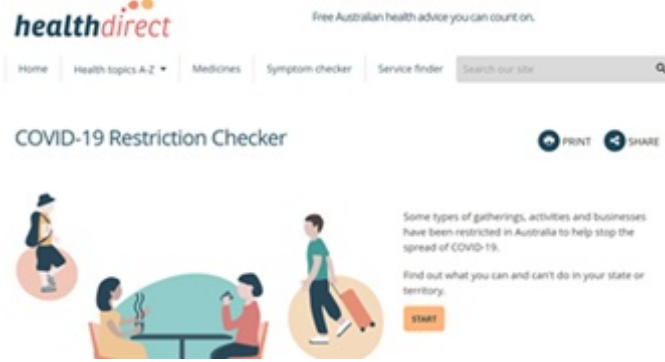 healthdirect
Free Australian health advice you can count on.
Home Health topics A-Z Medicines Symptom checker Service finder Search our site
COVID-19 Restriction Checker
PRINT SHARE
Some types of gatherings, activities and businesses
have been restricted in Australia to help stop the
spread of COVID-19.
Find out what you can and can't do in your state or
territory.
START